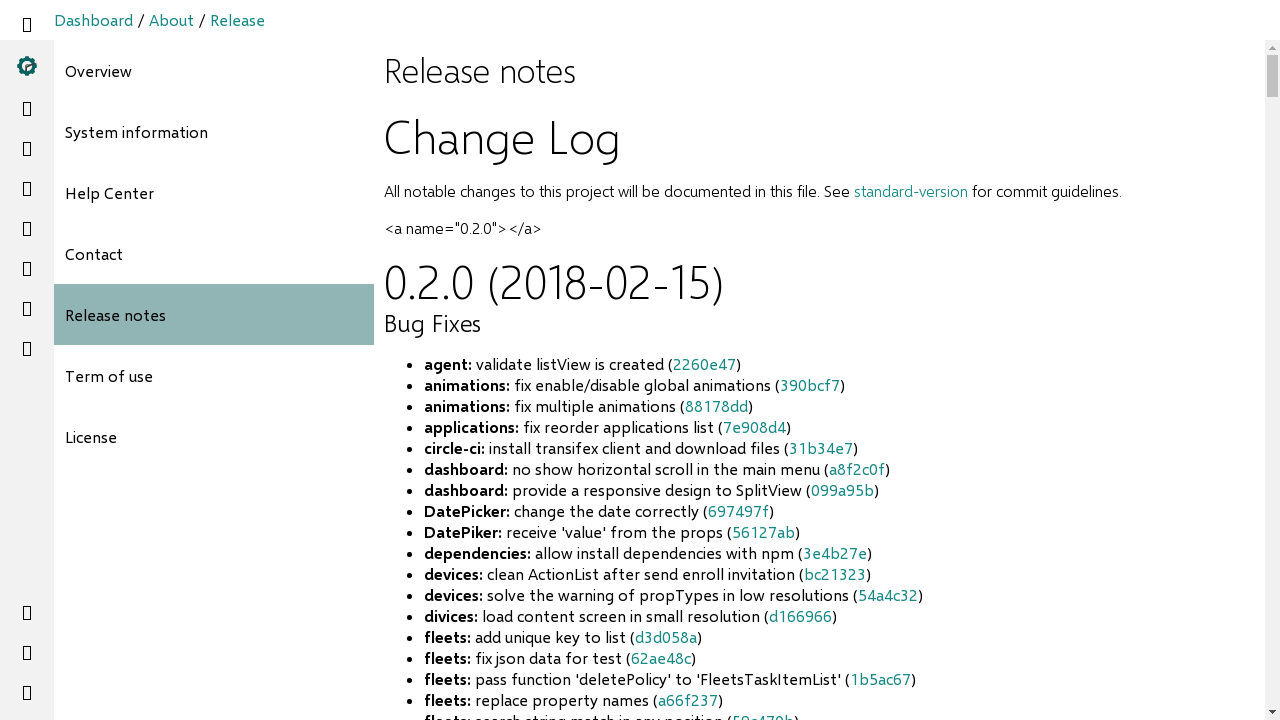 Dashboard / About / Release
Overview
System information
Help Center
Contact
Release notes
Term of use
License
Release notes
Change Log
All notable changes to this project will be documented in this file. See standard-version for commit guidelines.
<a name="0.2.0"></a>
0.2.0 (2018-02-15)
Bug Fixes
agent: validate listView is created (2260e47)
animations: fix enable/disable global animations (390bcf7)
animations: fix multiple animations (88178dd)
applications: fix reorder applications list (7e908d4)
circle-ci: install transifex client and download files (31b34e7)
dashboard: no show horizontal scroll in the main menu (a8f2c0f)
dashboard: provide a responsive design to SplitView (099a95b)
DatePicker: change the date correctly (697497f)
DatePiker: receive 'value' from the props (56127ab)
dependencies: allow install dependencies with npm (3e4b27e)
devices: clean ActionList after send enroll invitation (bc21323)
devices: solve the warning of propTypes in low resolutions (54a4c32)
divices: load content screen in small resolution (d166966)
fleets: add unique key to list (d3d058a)
fleets: fix json data for test (62ae48c)
fleets: pass function 'deletePolicy' to 'FleetsTaskItemList' (1b5ac67)
fleets: replace property names (a66f237)
fleets: search string match in any position